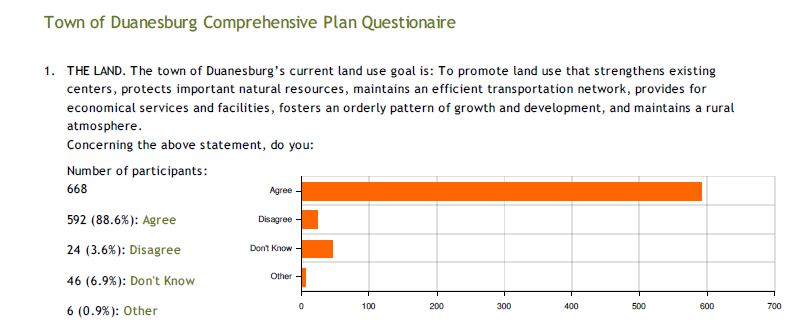 Town of Duanesburg Comprehensive Plan Questionaire
1. THE LAND. The town of Duanesburg's current land use goal is: To promote land use that strengthens existing
centers, protects important natural resources, maintains an efficient transportation network, provides for
economical services and facilities, fosters an orderly pattern of growth and development, and maintains a rural
atmosphere.
Concerning the above statement, do you:
Number of participants:
668
592 (88.6%): Agree
24 (3.6%): Disagree
46 (6.9%): Don't Know
6 (0.9%): Other
Agree
Disagree
Don't Know
Other
0 100 200 300 400 500 600 700